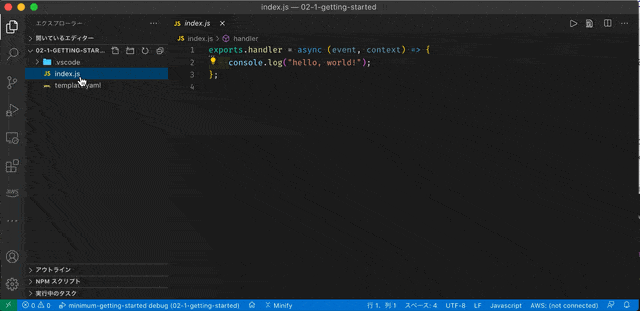 index.js — 02-1-getting-started
エクスプローラー
開いているエディター
02-1-GETTING-STAR...
.vscode
JS index.js
template.yaml
JS index.js
JS index.js > handler
1 exports.handler = async (event, context) => {
2 console.log("hello, world!");
3 };
4
aws
アウトライン
NPM スクリプト
実行中のタスク
0 0 minimum-getting-started debug (02-1-getting-started) Minify 行 1、列 1 スペース: 4 UTF-8 LF Javascript AWS: (not connected)